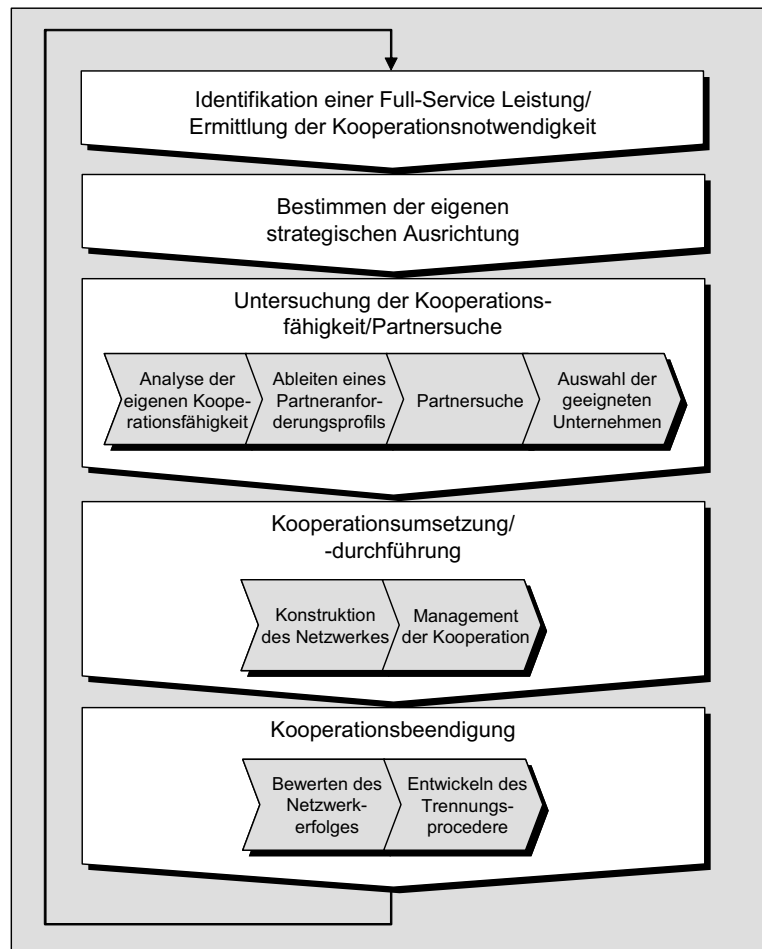 Identifikation einer Full-Service Leistung/
Ermittlung der Kooperationsnotwendigkeit
Bestimmen der eigenen
strategischen Ausrichtung
Untersuchung der Kooperations-
fähigkeit/Partnersuche
Analyse der
eigenen Koope-
rationsfähigkeit
Ableiten eines
Partneranfor-
derungsprofils
Partnersuche
Auswahl der
geeigneten
Unternehmen
Kooperationsumsetzung/
-durchführung
Konstruktion
des Netzwerkes
Management
der Kooperation
Kooperationsbeendigung
Bewerten des
Netzwerk-
erfolges
Entwickeln des
Trennungs-
procedere